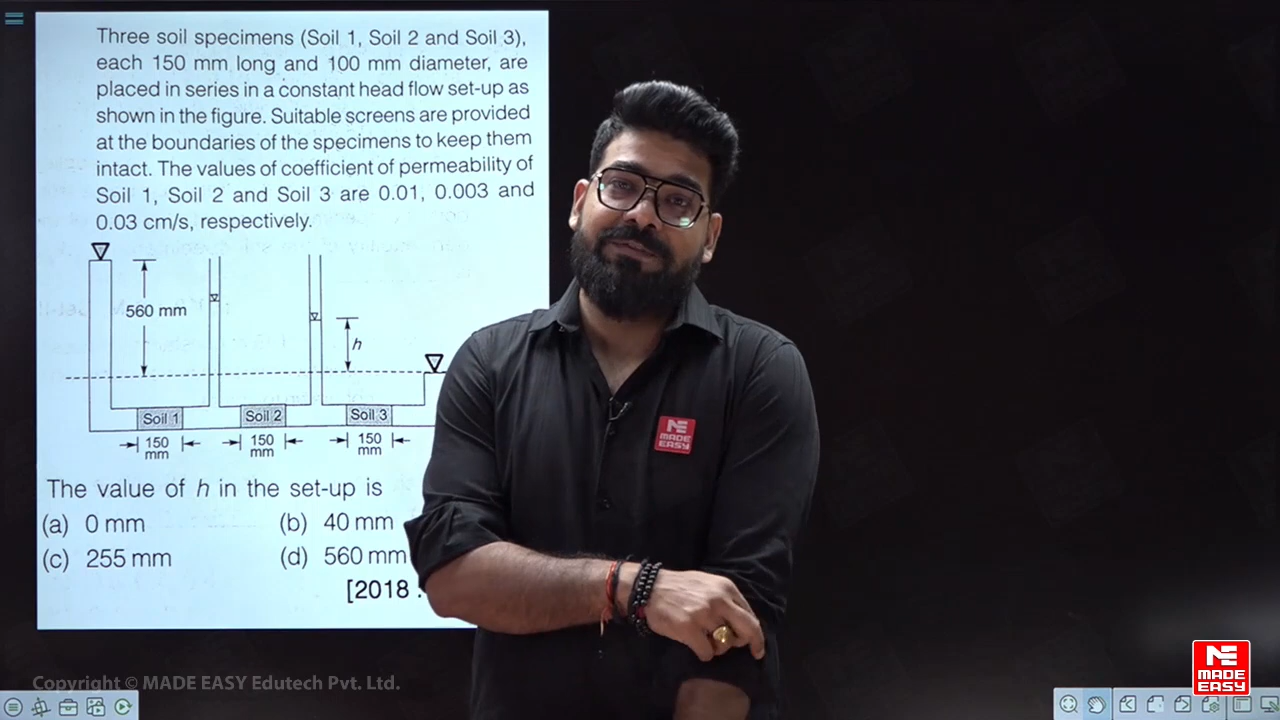 Three soil specimens (Soil 1, Soil 2 and Soil 3),
each 150 mm long and 100 mm diameter, are
placed in series in a constant head flow set-up as
shown in the figure. Suitable screens are provided
at the boundaries of the specimens to keep them
intact. The values of coefficient of permeability of
Soil 1, Soil 2 and Soil 3 are 0.01, 0.003 and
0.03 cm/s, respectively.
560 mm
h
Soil 1 Soil 2 Soil 3
150 mm 150 mm 150 mm
The value of h in the set-up is
(a) 0 mm (b) 40 mm
(c) 255 mm (d) 560 mm
[2018
ME MADE EASY
Copyright © MADE EASY Edutech Pvt. Ltd.
ME MADE EASY